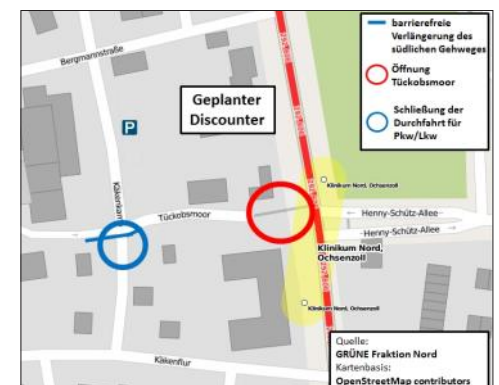 Bergmannstraße
P
Geplanter
Discounter
barrierefreie
Verlängerung des
südlichen Gehweges
Öffnung
Tückobsmoor
Schließung der
Durchfahrt für
Pkw/Lkw
Klinikum Nord, Ochsenzoll
Käkenkamp
Tückobsmoor
Henny-Schütz-Allee
Henny-Schütz-Allee
Klinikum Nord,
Ochsenzoll
Klinikum Nord, Ochsenzoll
Käkenflur
Quelle:
GRÜNE Fraktion Nord
Kartenbasis:
OpenStreetMap contributors